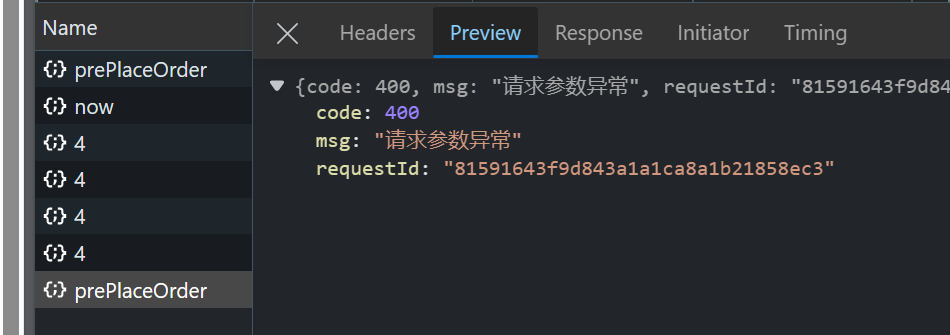 Name
Headers Preview Response Initiator Timing
prePlaceOrder
now
4
4
4
4
prePlaceOrder
{code: 400, msg: "请求参数异常", requestId: "81591643f9d84
code: 400
msg: "请求参数异常"
requestId: "81591643f9d843a1a1ca8a1b21858ec3"